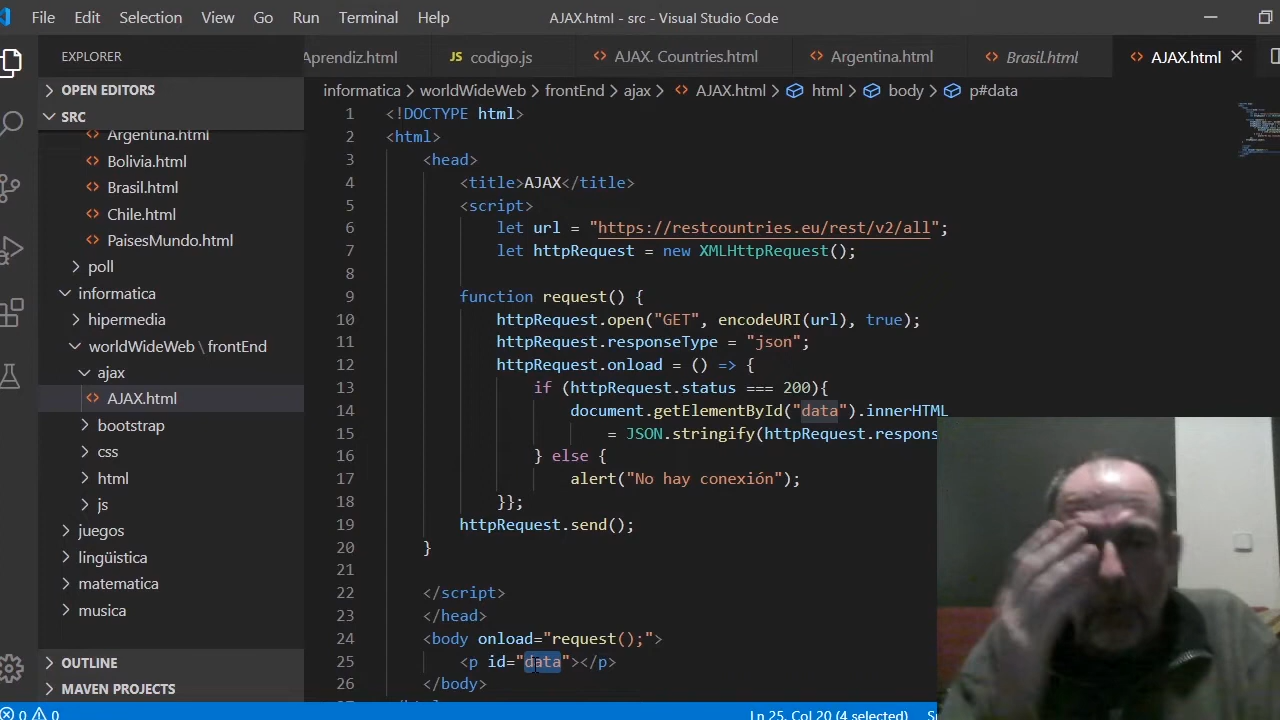 File Edit Selection View Go Run Terminal Help AJAX.html - src - Visual Studio Code
EXPLORER
Aprendiz.html JS codigo.js AJAX. Countries.html Argentina.html Brasil.html AJAX.html
OPEN EDITORS
SRC
Argentina.html
Bolivia.html
Brasil.html
Chile.html
PaisesMundo.html
poll
informatica
hipermedia
worldWideWeb \ frontEnd
ajax
AJAX.html
bootstrap
css
html
js
juegos
lingüistica
matematica
musica
OUTLINE
MAVEN PROJECTS
informatica > worldWideWeb > frontEnd > ajax > AJAX.html > html > body > p#data
1 <!DOCTYPE html>
2 <html>
3 <head>
4 <title>AJAX</title>
5 <script>
6 let url = "https://restcountries.eu/rest/v2/all";
7 let httpRequest = new XMLHttpRequest();
8
9 function request() {
10 httpRequest.open("GET", encodeURI(url), true);
11 httpRequest.responseType = "json";
12 httpRequest.onload = () => {
13 if (httpRequest.status === 200){
14 document.getElementById("data").innerHTML
15 = JSON.stringify(httpRequest.respons
16 } else {
17 alert("No hay conexión");
18 }};
19 httpRequest.send();
20 }
21
22 </script>
23 </head>
24 <body onload="request();">
25 <p id="data"></p>
26 </body>
0 0 Ln 25, Col 20 (4 selected)